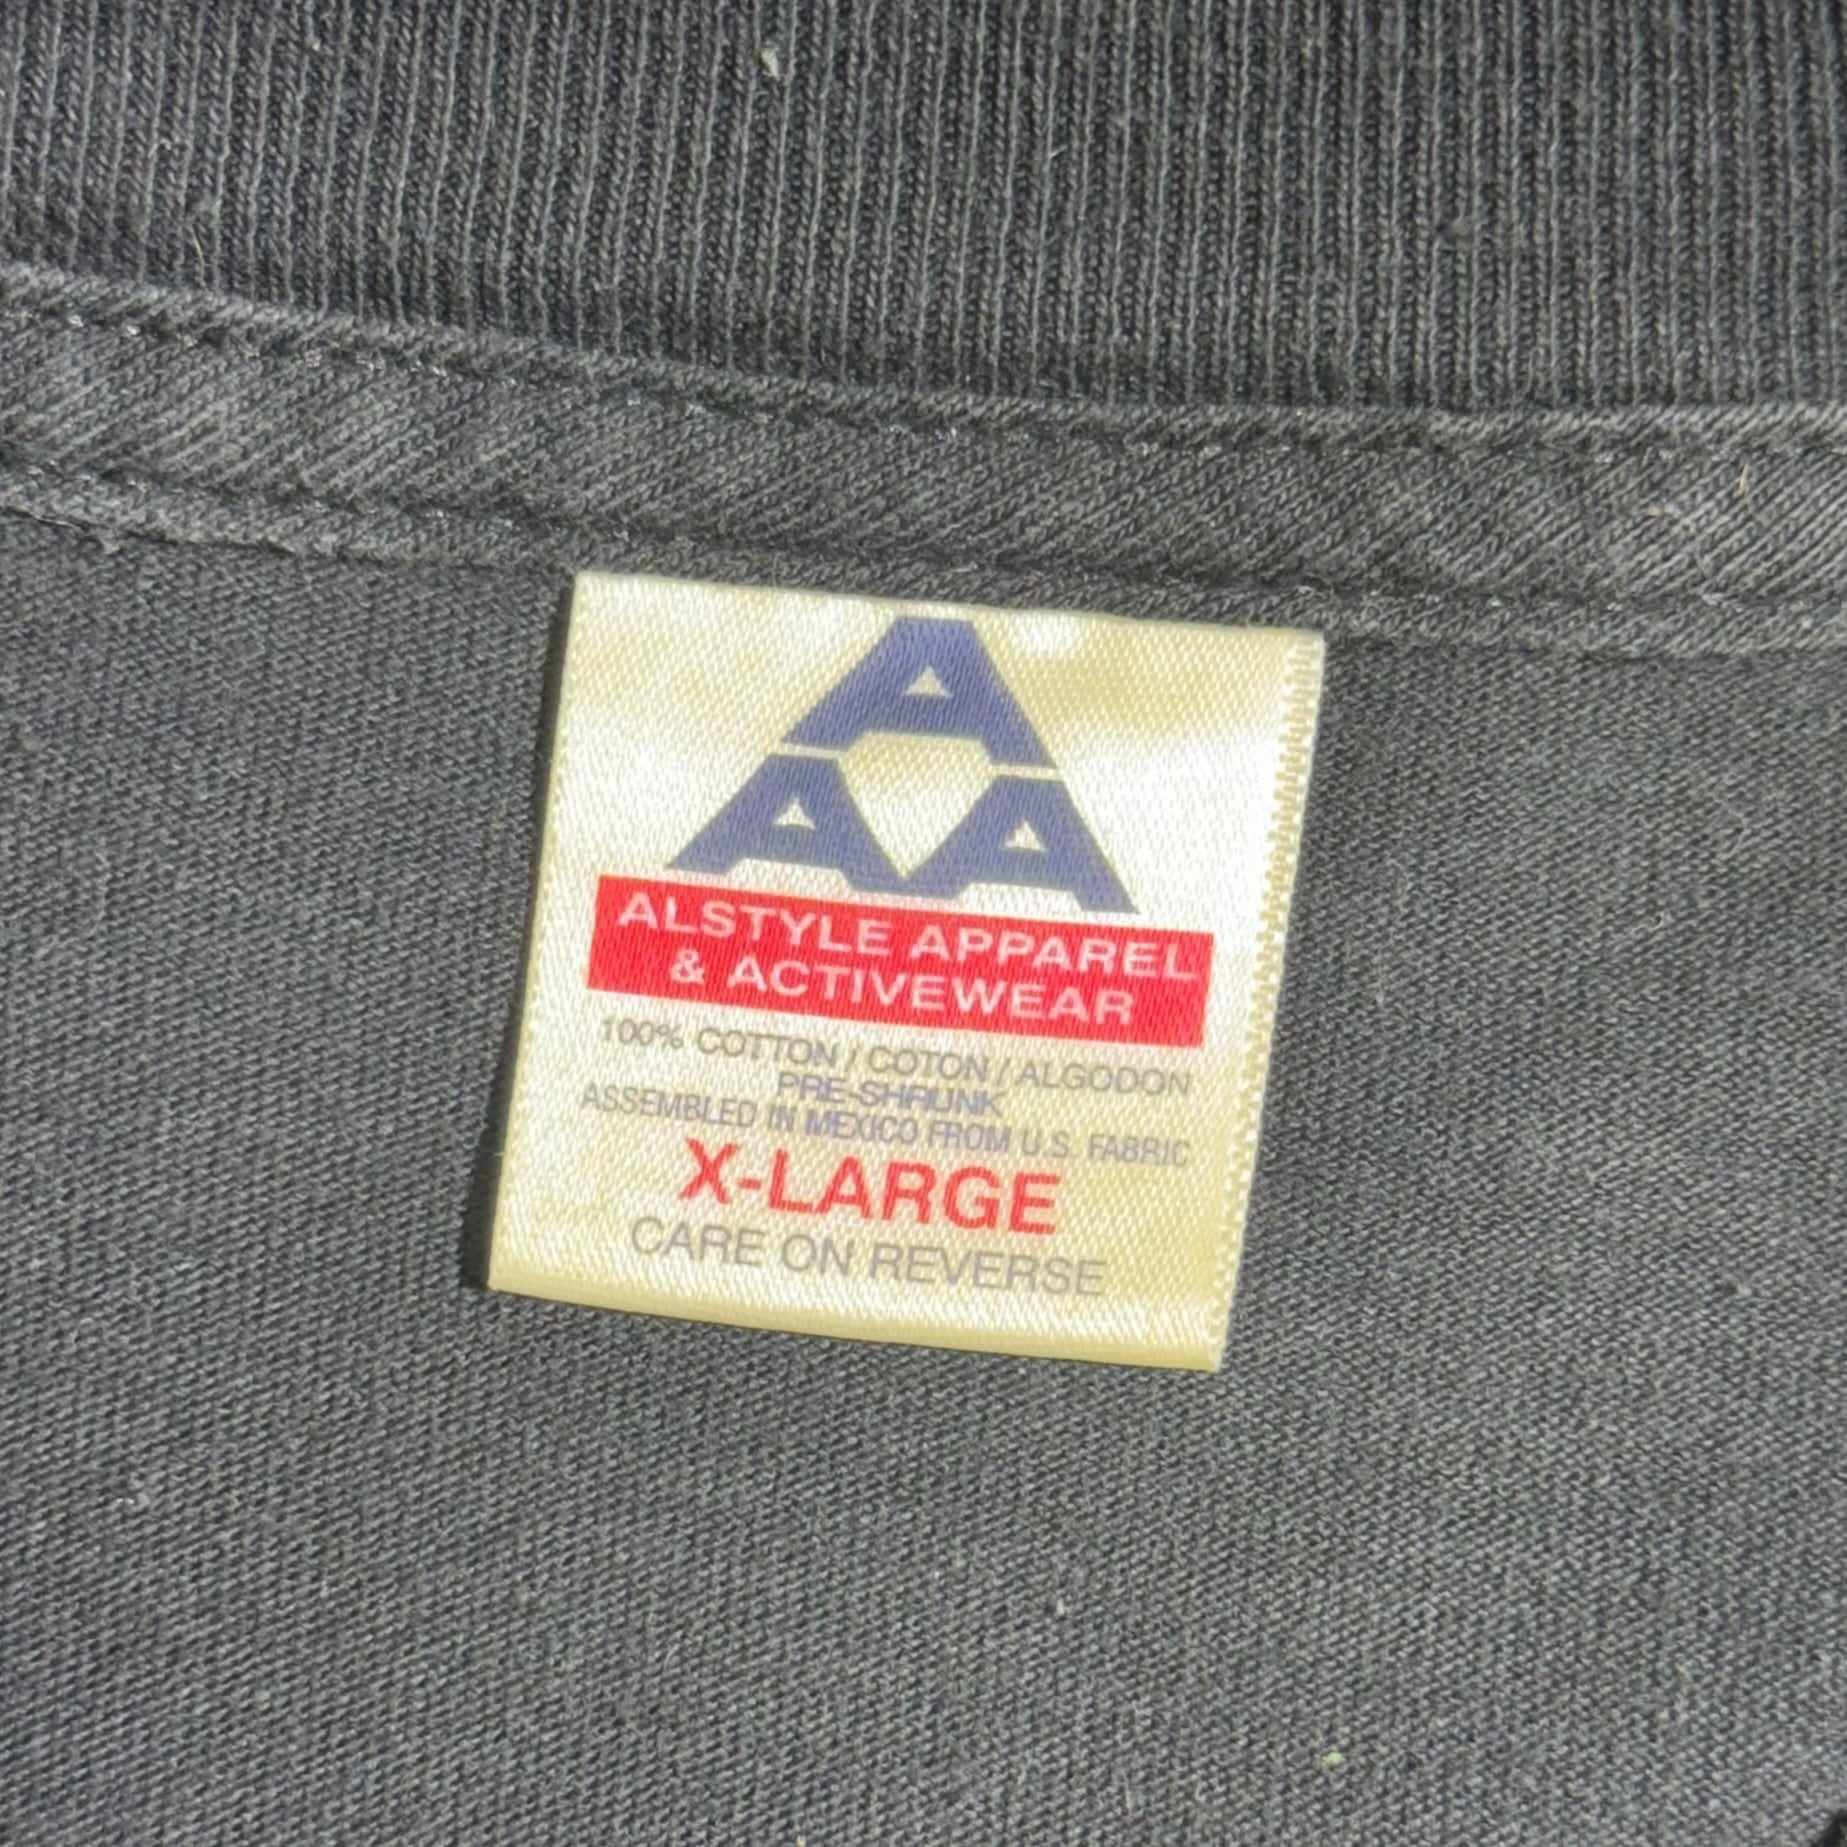 A
A A
ALSTYLE APPAREL
& ACTIVEWEAR
100% COTTON / COTON / ALGODON
PRE-SHRUNK
ASSEMBLED IN MEXICO FROM U.S. FABRIC
X-LARGE
CARE ON REVERSE